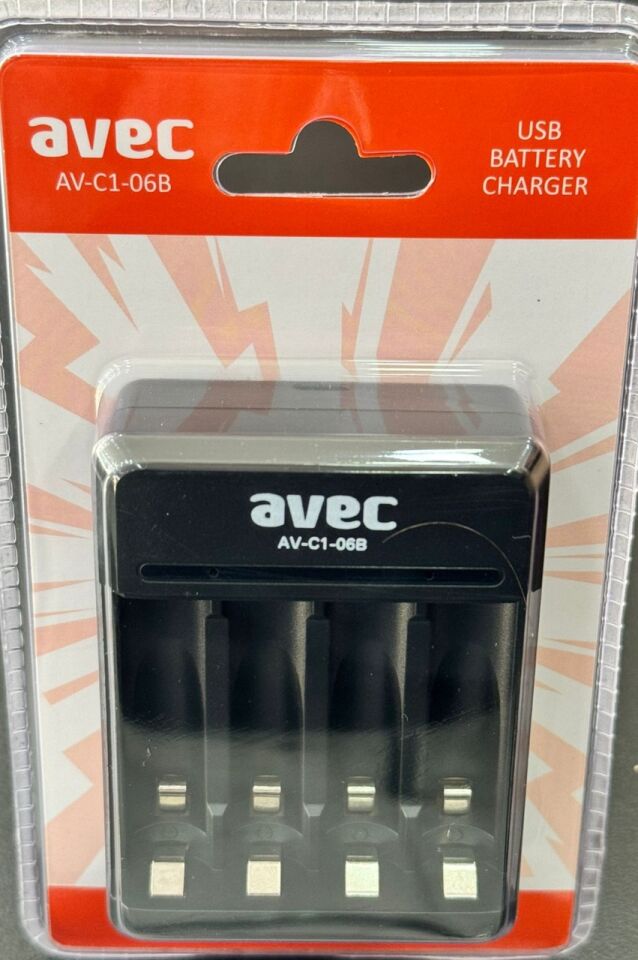 avec
AV-C1-06B
USB
BATTERY
CHARGER
avec
AV-C1-06B